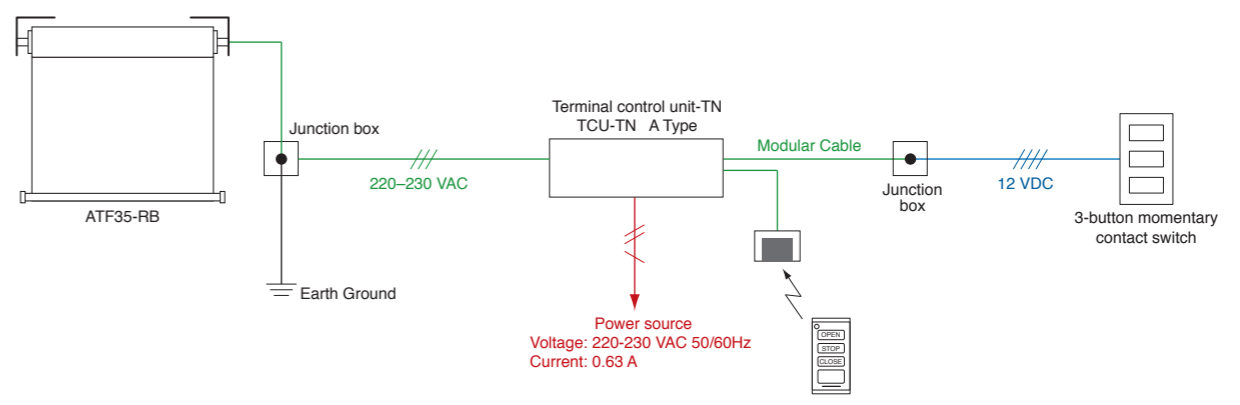 Terminal control unit-TN
TCU-TN A Type
Junction box
Modular Cable
220–230 VAC
12 VDC
Junction
box
ATF35-RB
3-button momentary
contact switch
Earth Ground
Power source
Voltage: 220-230 VAC 50/60Hz
Current: 0.63 A
OPEN
STOP
CLOSE